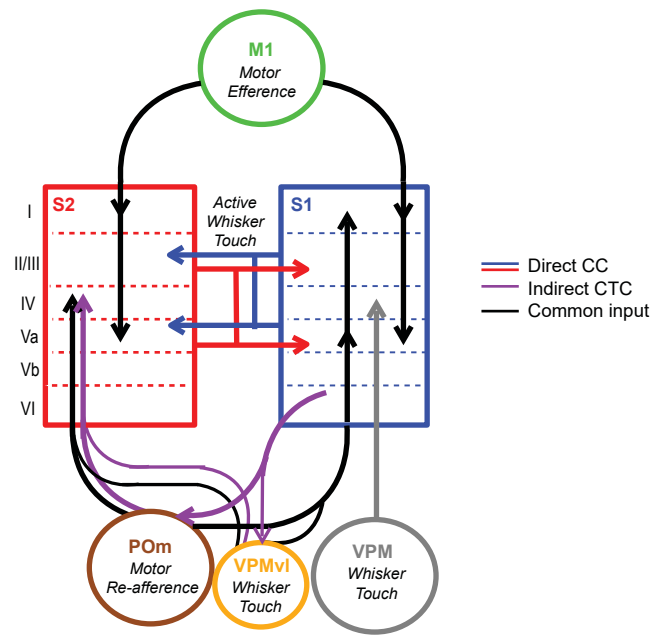 M1
Motor
Efference
S2
Active
Whisker
Touch
S1
I
II/III
IV
Va
Vb
VI
Direct CC
Indirect CTC
Common input
POm
Motor
Re-afference
VPMvl
Whisker
Touch
VPM
Whisker
Touch